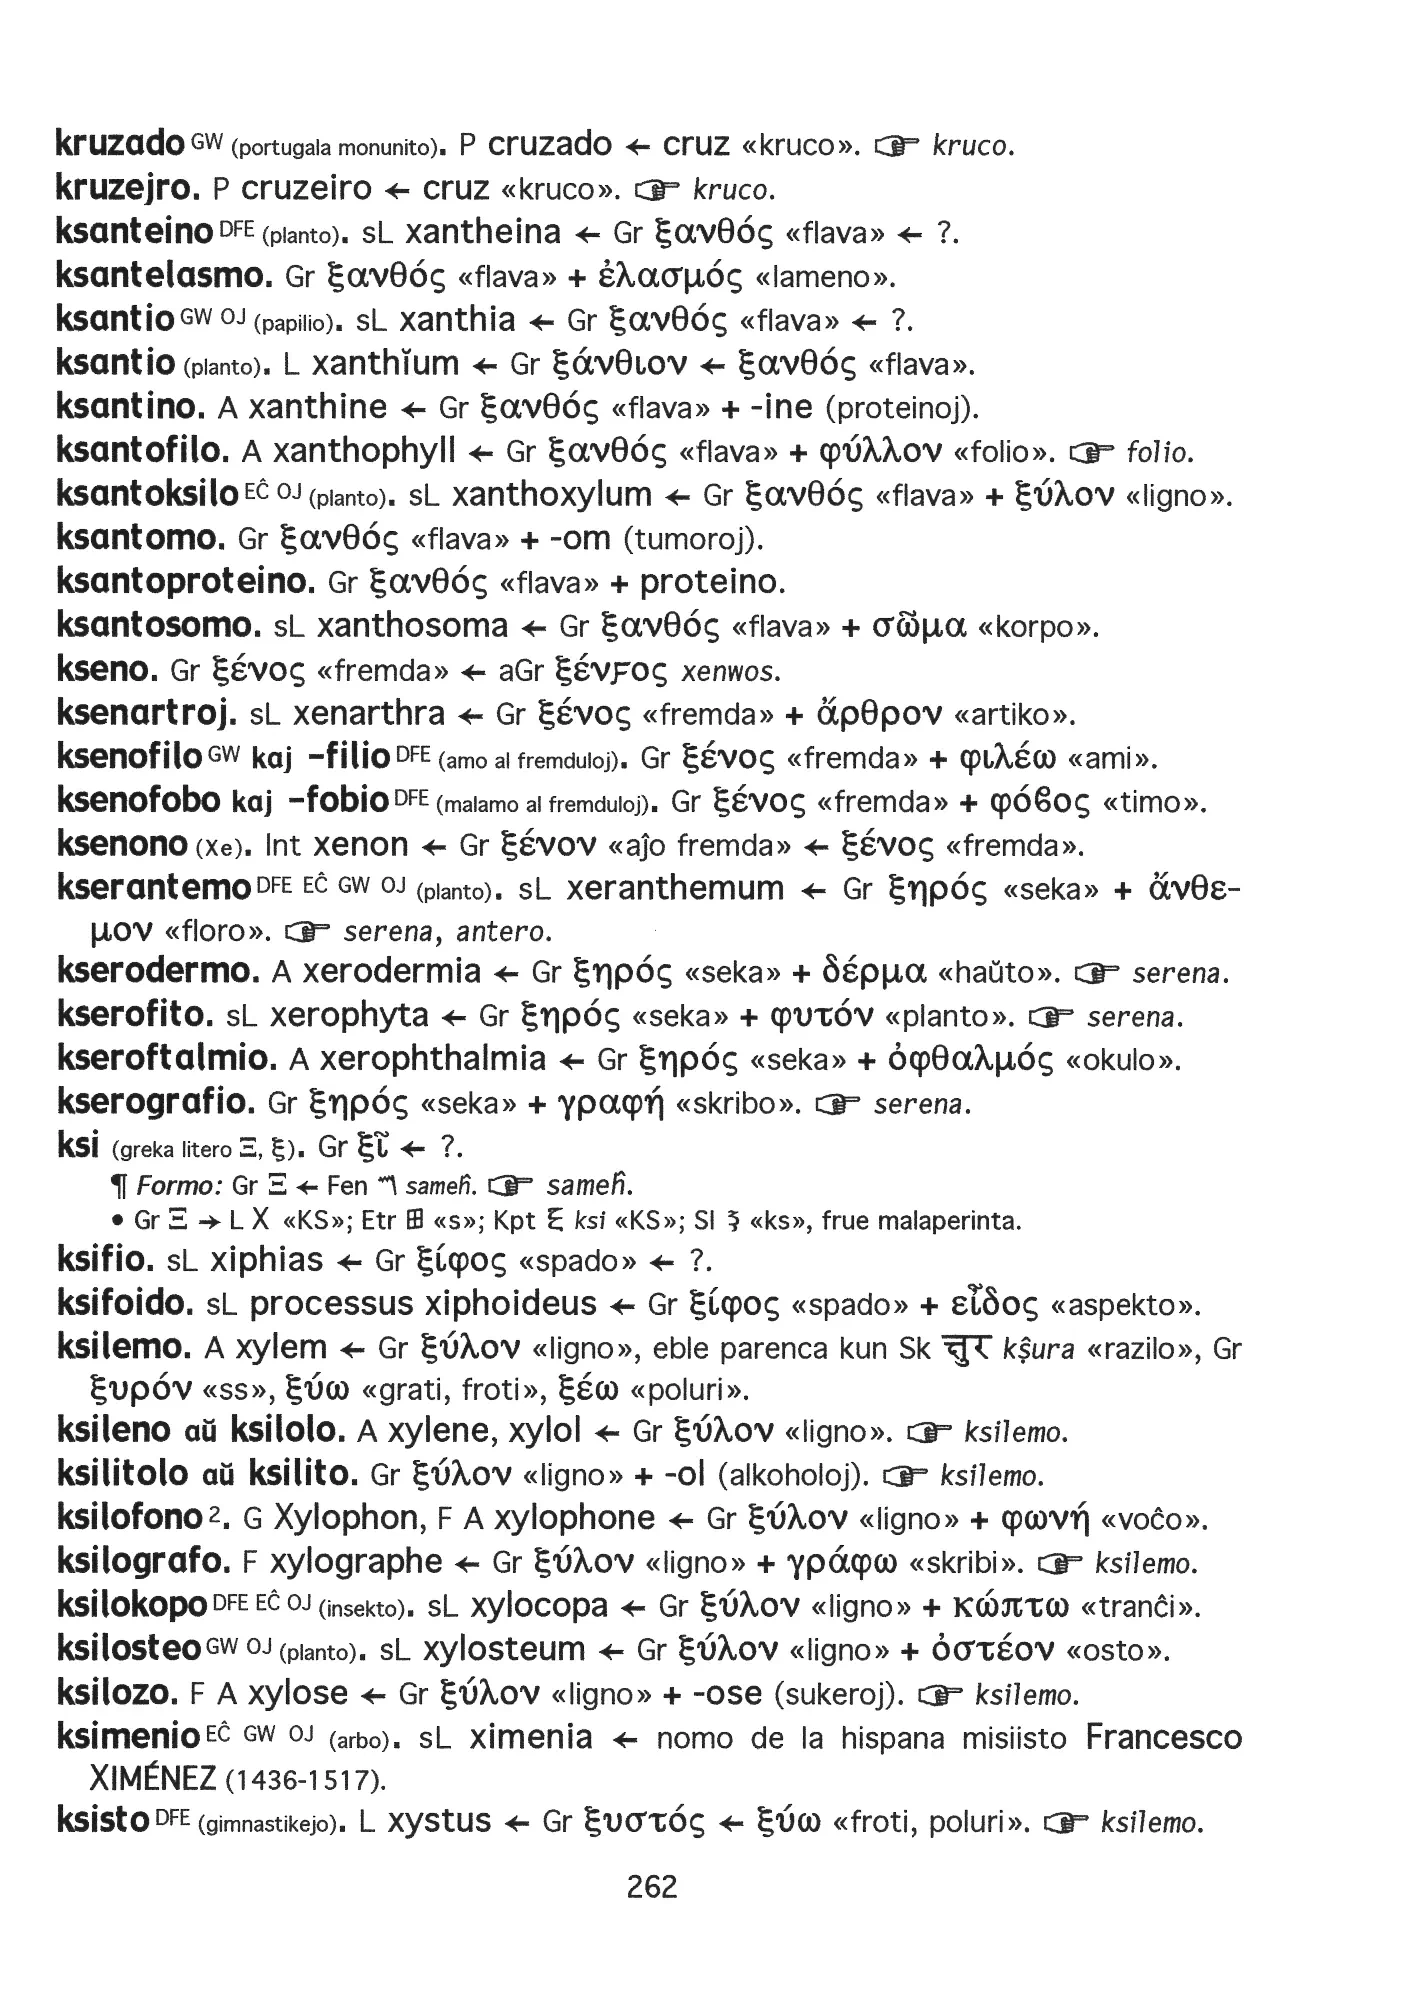 kruzado GW (portugala monunito). P cruzado ← cruz «kruco». ☞ kruco.
kruzejro. P cruzeiro ← cruz «kruco». ☞ kruco.
ksanteino DFE (planto). sL xantheina ← Gr ξανθός «flava» ← ?.
ksantelasmo. Gr ξανθός «flava» + ἐλασμός «lameno».
ksantio GW OJ (papilio). sL xanthia ← Gr ξανθός «flava» ← ?.
ksantio (planto). L xanthĭum ← Gr ξάνθιον ← ξανθός «flava».
ksantino. A xanthine ← Gr ξανθός «flava» + -ine (proteinoj).
ksantofilo. A xanthophyll ← Gr ξανθός «flava» + φύλλον «folio». ☞ folio.
ksantoksilo EĈ OJ (planto). sL xanthoxylum ← Gr ξανθός «flava» + ξύλον «ligno».
ksantomo. Gr ξανθός «flava» + -om (tumoroj).
ksantoproteino. Gr ξανθός «flava» + proteino.
ksantosomo. sL xanthosoma ← Gr ξανθός «flava» + σῶμα «korpo».
kseno. Gr ξένος «fremda» ← aGr ξένϝος xenwos.
ksenartroj. sL xenarthra ← Gr ξένος «fremda» + ἄρθρον «artiko».
ksenofilo GW kaj -filio DFE (amo al fremduloj). Gr ξένος «fremda» + φιλέω «ami».
ksenofobo kaj -fobio DFE (malamo al fremduloj). Gr ξένος «fremda» + φόϐος «timo».
ksenono (Xe). Int xenon ← Gr ξένον «aĵo fremda» ← ξένος «fremda».
kserantemo DFE EĈ GW OJ (planto). sL xeranthemum ← Gr ξηρός «seka» + ἄνθε-
μον «floro». ☞ serena, antero.
kserodermo. A xerodermia ← Gr ξηρός «seka» + δέρμα «haŭto». ☞ serena.
kserofito. sL xerophyta ← Gr ξηρός «seka» + φυτόν «planto». ☞ serena.
kseroftalmio. A xerophthalmia ← Gr ξηρός «seka» + ὀφθαλμός «okulo».
kserografio. Gr ξηρός «seka» + γραφή «skribo». ☞ serena.
ksi (greka litero Ξ, ξ). Gr ξῖ ← ?.
¶ Formo: Gr Ξ ← Fen 𐤎 sameĥ. ☞ sameĥ.
• Gr Ξ → L X «KS»; Etr 𐌎 «s»; Kpt Ⲝ ksi «KS»; Sl ѯ «ks», frue malaperinta.
ksifio. sL xiphias ← Gr ξίφος «spado» ← ?.
ksifoido. sL processus xiphoideus ← Gr ξίφος «spado» + εἶδος «aspekto».
ksilemo. A xylem ← Gr ξύλον «ligno», eble parenca kun Sk क्षुर kṣ̂ura «razilo», Gr
ξυρόν «ss», ξύω «grati, froti», ξέω «poluri».
ksileno aŭ ksilolo. A xylene, xylol ← Gr ξύλον «ligno». ☞ ksilemo.
ksilitolo aŭ ksilito. Gr ξύλον «ligno» + -ol (alkoholoj). ☞ ksilemo.
ksilofono 2. G Xylophon, F A xylophone ← Gr ξύλον «ligno» + φωνή «voĉo».
ksilografo. F xylographe ← Gr ξύλον «ligno» + γράφω «skribi». ☞ ksilemo.
ksilokopo DFE EĈ OJ (insekto). sL xylocopa ← Gr ξύλον «ligno» + κώπτω «tranĉi».
ksilosteo GW OJ (planto). sL xylosteum ← Gr ξύλον «ligno» + ὀστέον «osto».
ksilozo. F A xylose ← Gr ξύλον «ligno» + -ose (sukeroj). ☞ ksilemo.
ksimenio EĈ GW OJ (arbo). sL ximenia ← nomo de la hispana misiisto Francesco
XIMÉNEZ (1436-1517).
ksisto DFE (gimnastikejo). L xystus ← Gr ξυστός ← ξύω «froti, poluri». ☞ ksilemo.
262